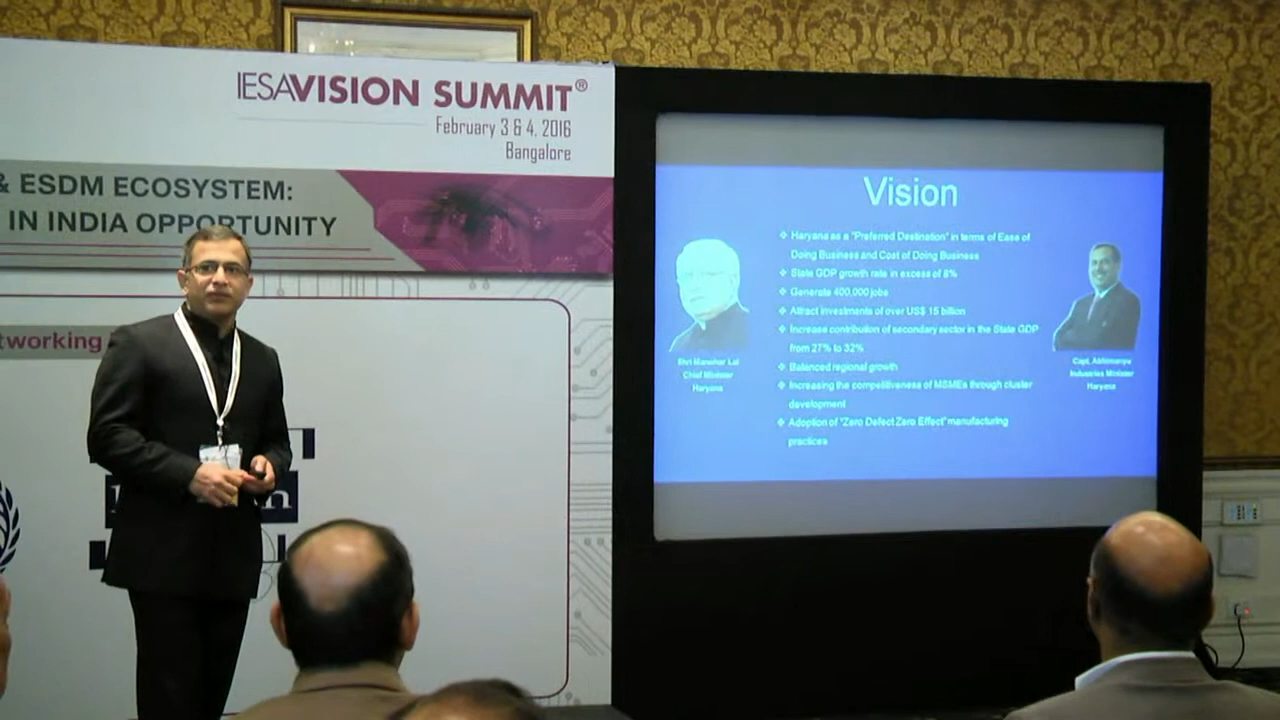 IESAVISION SUMMIT®
February 3 & 4, 2016
Bangalore
& ESDM ECOSYSTEM:
IN INDIA OPPORTUNITY
tworking
Vision
❖ Haryana as a "Preferred Destination" in terms of Ease of
Doing Business and Cost of Doing Business
❖ State GDP growth rate in excess of 8%
❖ Generate 400,000 jobs
❖ Attract investments of over US$ 15 billion
❖ Increase contribution of secondary sector in the State GDP
from 27% to 32%
❖ Balanced regional growth
❖ Increasing the competitiveness of MSMEs through cluster
development
❖ Adoption of "Zero Defect Zero Effect" manufacturing
practices
Shri Manohar Lal
Chief Minister
Haryana
Capt. Abhimanyu
Industries Minister
Haryana